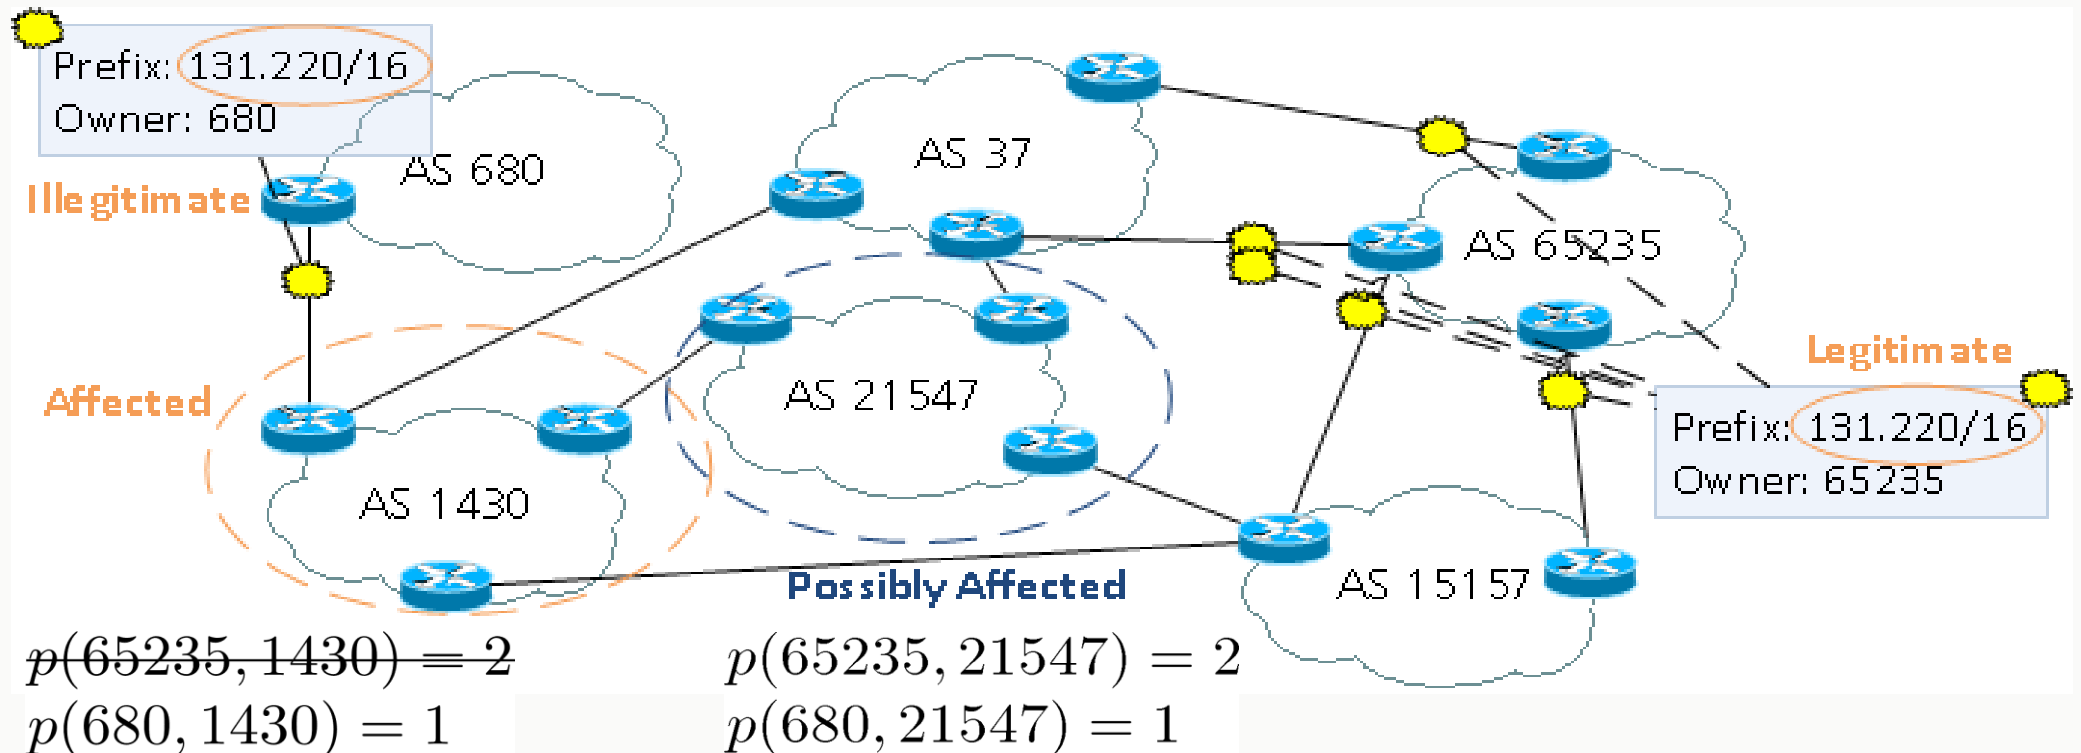 Prefix: 131.220/16
Owner: 680
AS 680
AS 37
Illegitimate
AS 65235
Legitimate
Affected
AS 21547
Prefix: 131.220/16
Owner: 65235
AS 1430
Possibly Affected
AS 15157
p(65235, 1430) = 2
p(680, 1430) = 1
p(65235, 21547) = 2
p(680, 21547) = 1